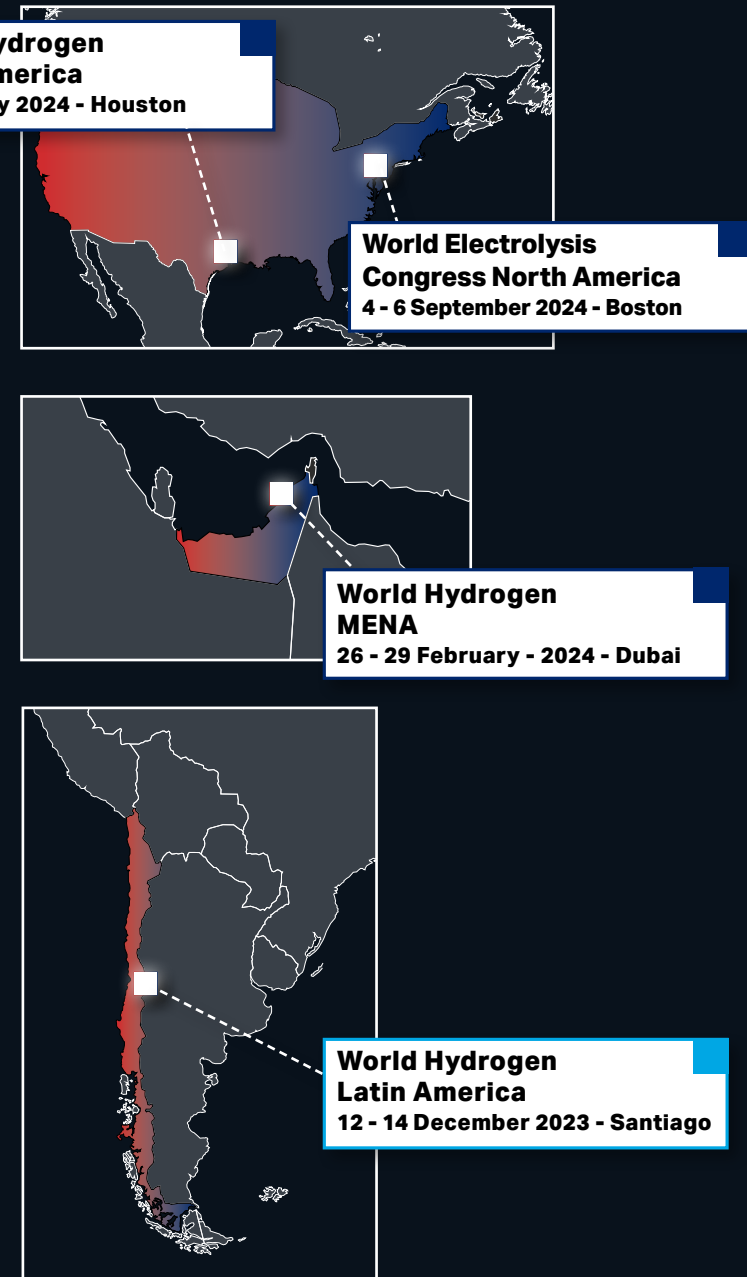 ydrogen
merica
y 2024 - Houston
World Electrolysis
Congress North America
4 - 6 September 2024 - Boston
World Hydrogen
MENA
26 - 29 February - 2024 - Dubai
World Hydrogen
Latin America
12 - 14 December 2023 - Santiago